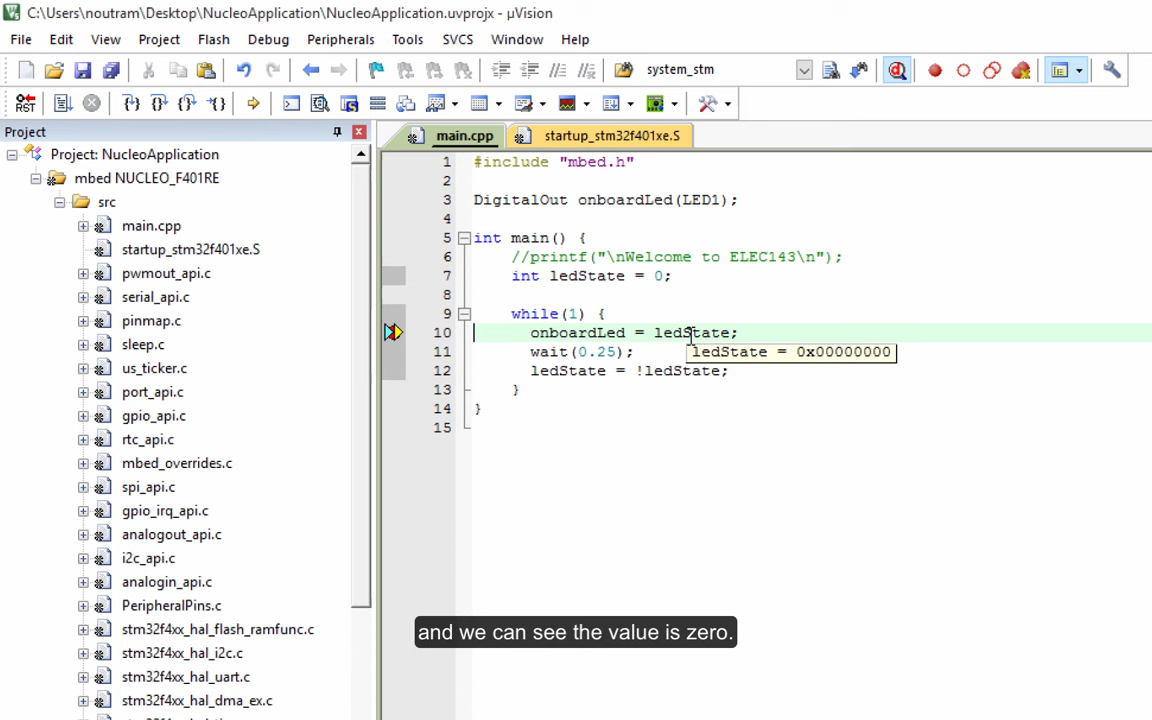 C:\Users\noutram\Desktop\NucleoApplication\NucleoApplication.uvprojx - µVision
File Edit View Project Flash Debug Peripherals Tools SVCS Window Help
system_stm
RST
Project
main.cpp startup_stm32f401xe.S
Project: NucleoApplication
mbed NUCLEO_F401RE
src
main.cpp
startup_stm32f401xe.S
pwmout_api.c
serial_api.c
pinmap.c
sleep.c
us_ticker.c
port_api.c
gpio_api.c
rtc_api.c
mbed_overrides.c
spi_api.c
gpio_irq_api.c
analogout_api.c
i2c_api.c
analogin_api.c
PeripheralPins.c
stm32f4xx_hal_flash_ramfunc.c
stm32f4xx_hal_i2c.c
stm32f4xx_hal_uart.c
stm32f4xx_hal_dma_ex.c
1 #include "mbed.h"
2
3 DigitalOut onboardLed(LED1);
4
5 int main() {
6 //printf("\nWelcome to ELEC143\n");
7 int ledState = 0;
8
9 while(1) {
10 onboardLed = ledState;
11 wait(0.25);
ledState = 0x00000000
12 ledState = !ledState;
13 }
14 }
15
and we can see the value is zero.